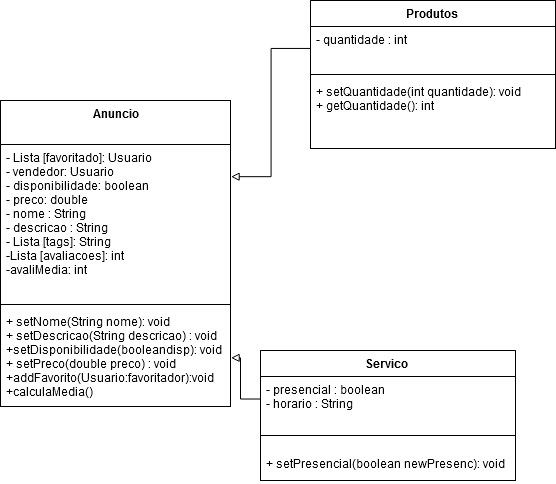 Produtos
- quantidade : int
+ setQuantidade(int quantidade): void
+ getQuantidade(): int
Anuncio
- Lista [favoritado]: Usuario
- vendedor: Usuario
- disponibilidade: boolean
- preco: double
- nome : String
- descricao : String
- Lista [tags]: String
-Lista [avaliacoes]: int
-avaliMedia: int
+ setNome(String nome): void
+ setDescricao(String descricao) : void
+setDisponibilidade(booleandisp): void
+ setPreco(double preco) : void
+addFavorito(Usuario:favoritador):void
+calculaMedia()
Servico
- presencial : boolean
- horario : String
+ setPresencial(boolean newPresenc): void